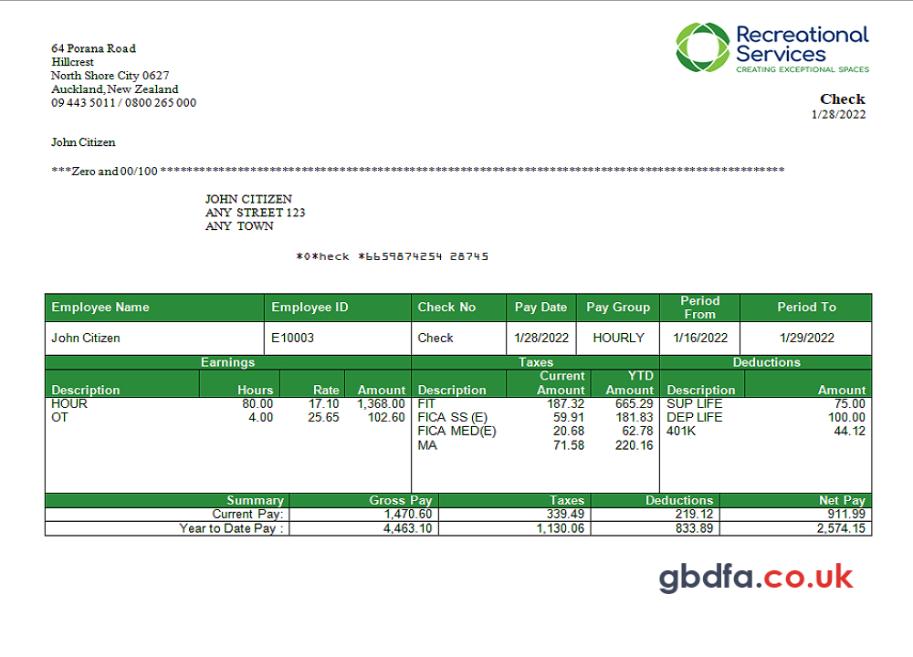 64 Porana Road
Hillcrest
North Shore City 0627
Auckland, New Zealand
09 443 5011 / 0800 265 000
Recreational
Services
CREATING EXCEPTIONAL SPACES
Check
1/28/2022
John Citizen
***Zero and 00/100 ****************************************************************************************************
JOHN CITIZEN
ANY STREET 123
ANY TOWN
*0*heck *6659874254 28745
Employee Name Employee ID Check No Pay Date Pay Group Period From Period To
John Citizen E10003 Check 1/28/2022 HOURLY 1/16/2022 1/29/2022
Earnings Taxes Deductions
Description Hours Rate Amount Description Current Amount YTD Amount Description Amount
HOUR 80.00 17.10 1,368.00 FIT 187.32 665.29 SUP LIFE 75.00
OT 4.00 25.65 102.60 FICA SS (E) 59.91 181.83 DEP LIFE 100.00
FICA MED(E) 20.68 62.78 401K 44.12
MA 71.58 220.16
Summary Gross Pay Taxes Deductions Net Pay
Current Pay: 1,470.60 339.49 219.12 911.99
Year to Date Pay : 4,463.10 1,130.06 833.89 2,574.15
gbdfa.co.uk